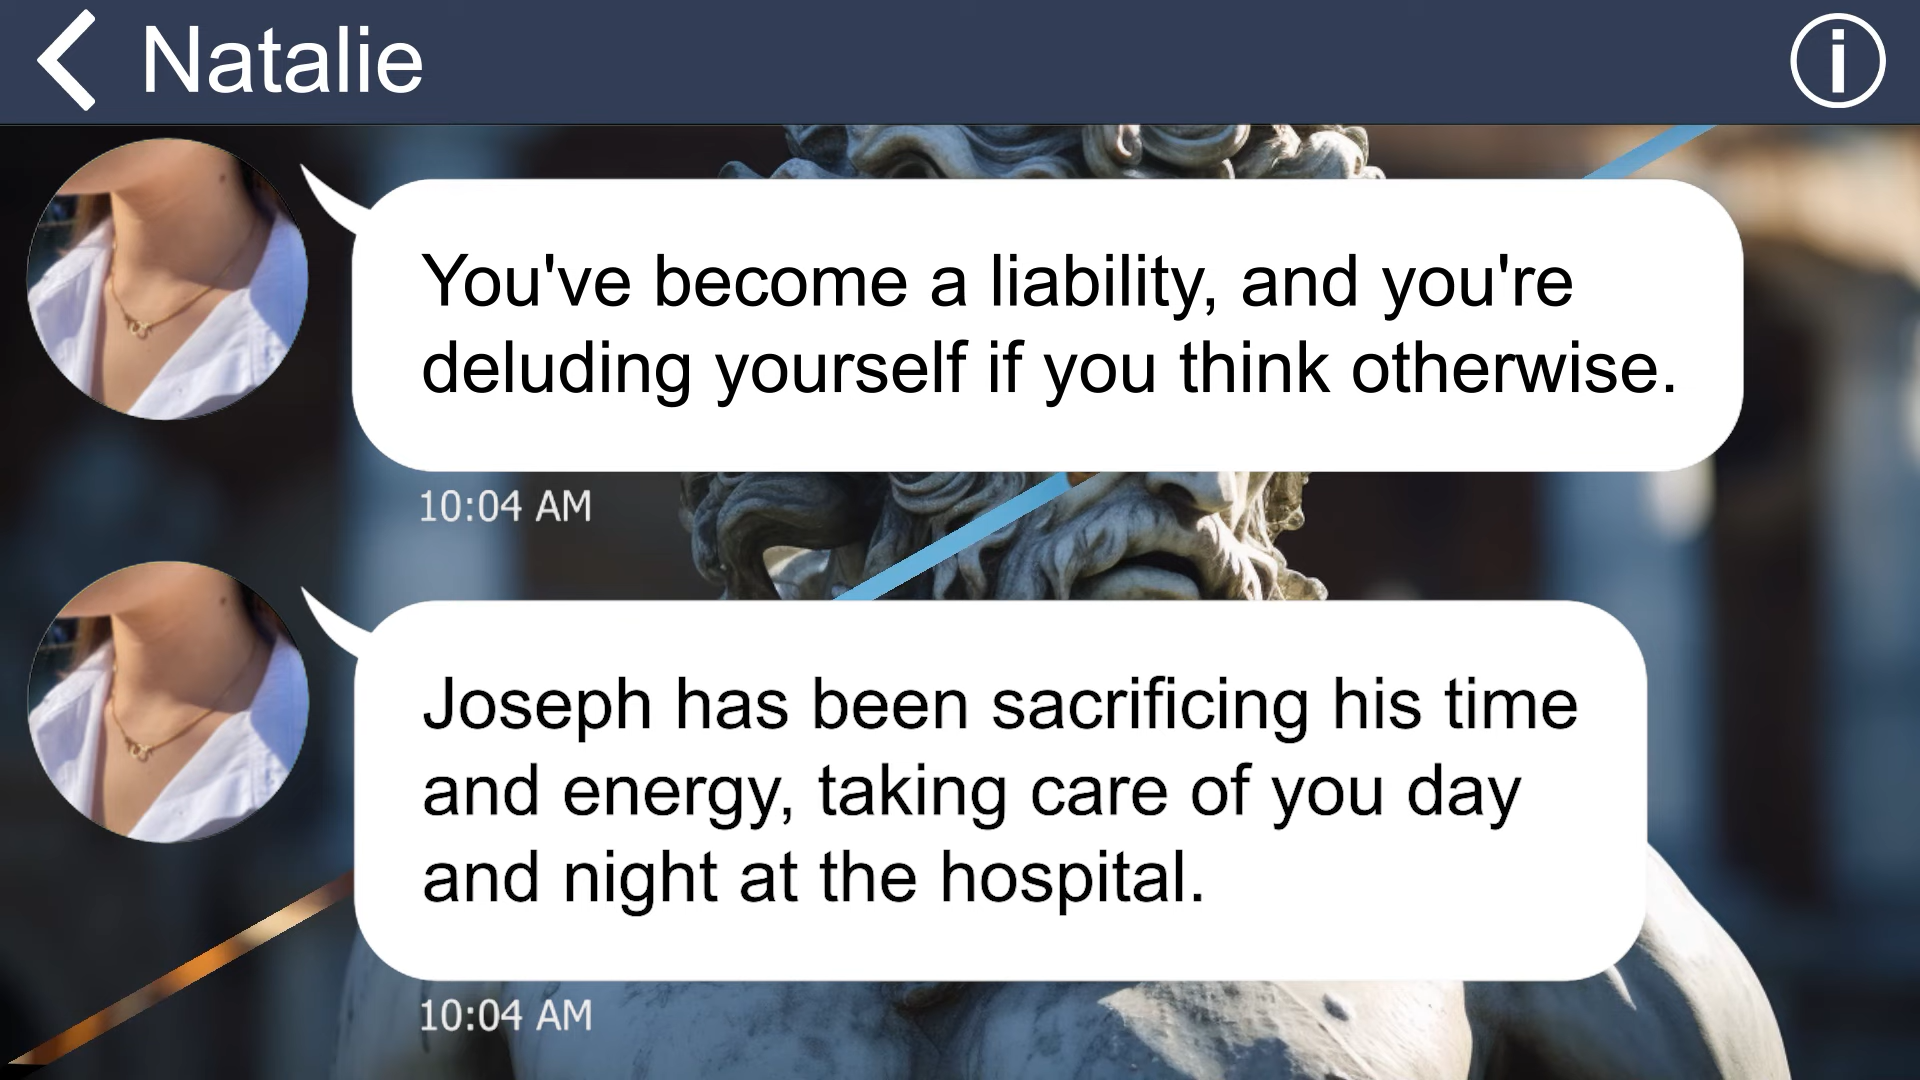 Natalie
You've become a liability, and you're
deluding yourself if you think otherwise.
10:04 AM
Joseph has been sacrificing his time
and energy, taking care of you day
and night at the hospital.
10:04 AM